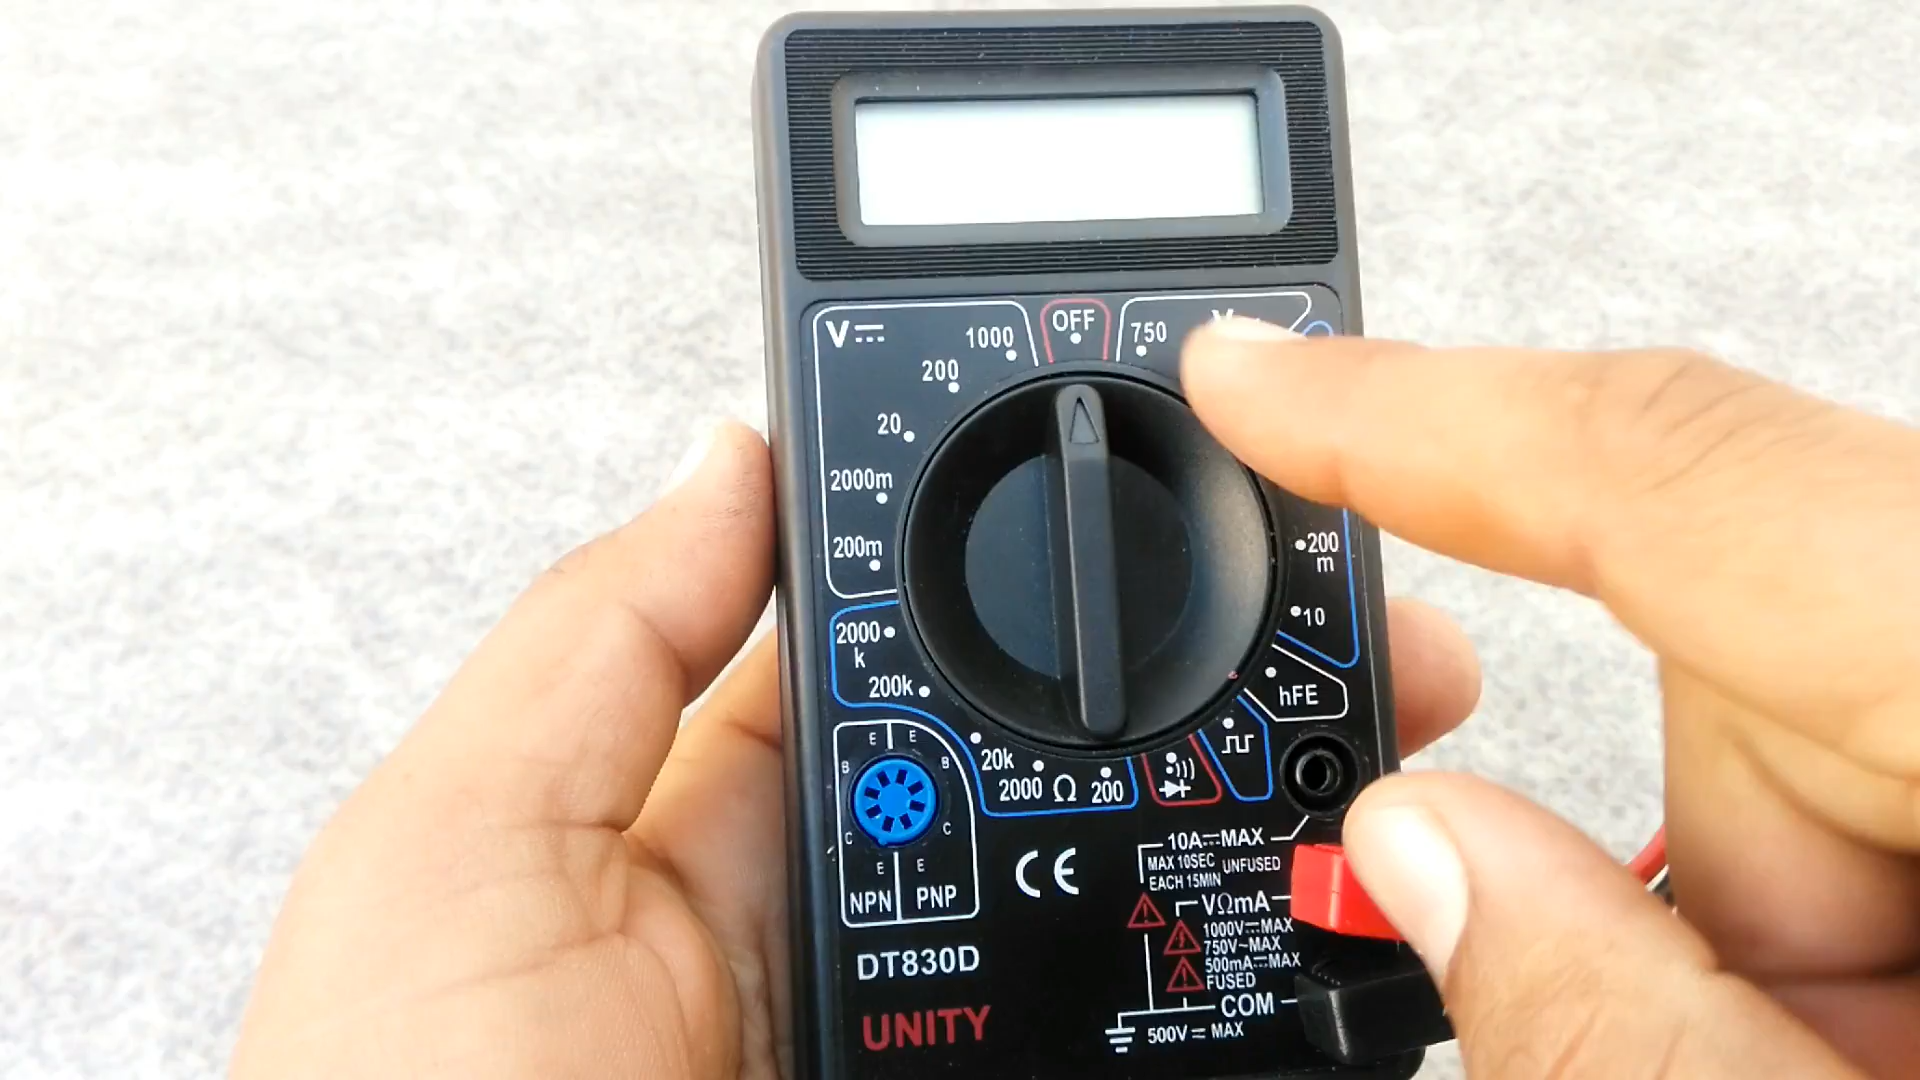 V
1000
OFF
750
200
20
2000m
200m
200
m
10
2000
k
200k
hFE
20k
2000 Ω 200
E E
B B
C C
E E
NPN PNP
CE
10A⎓MAX
MAX 10SEC
EACH 15MIN
UNFUSED
VΩmA
1000V⎓MAX
750V~MAX
500mA⎓MAX
FUSED
COM
500V⎓MAX
DT830D
UNITY